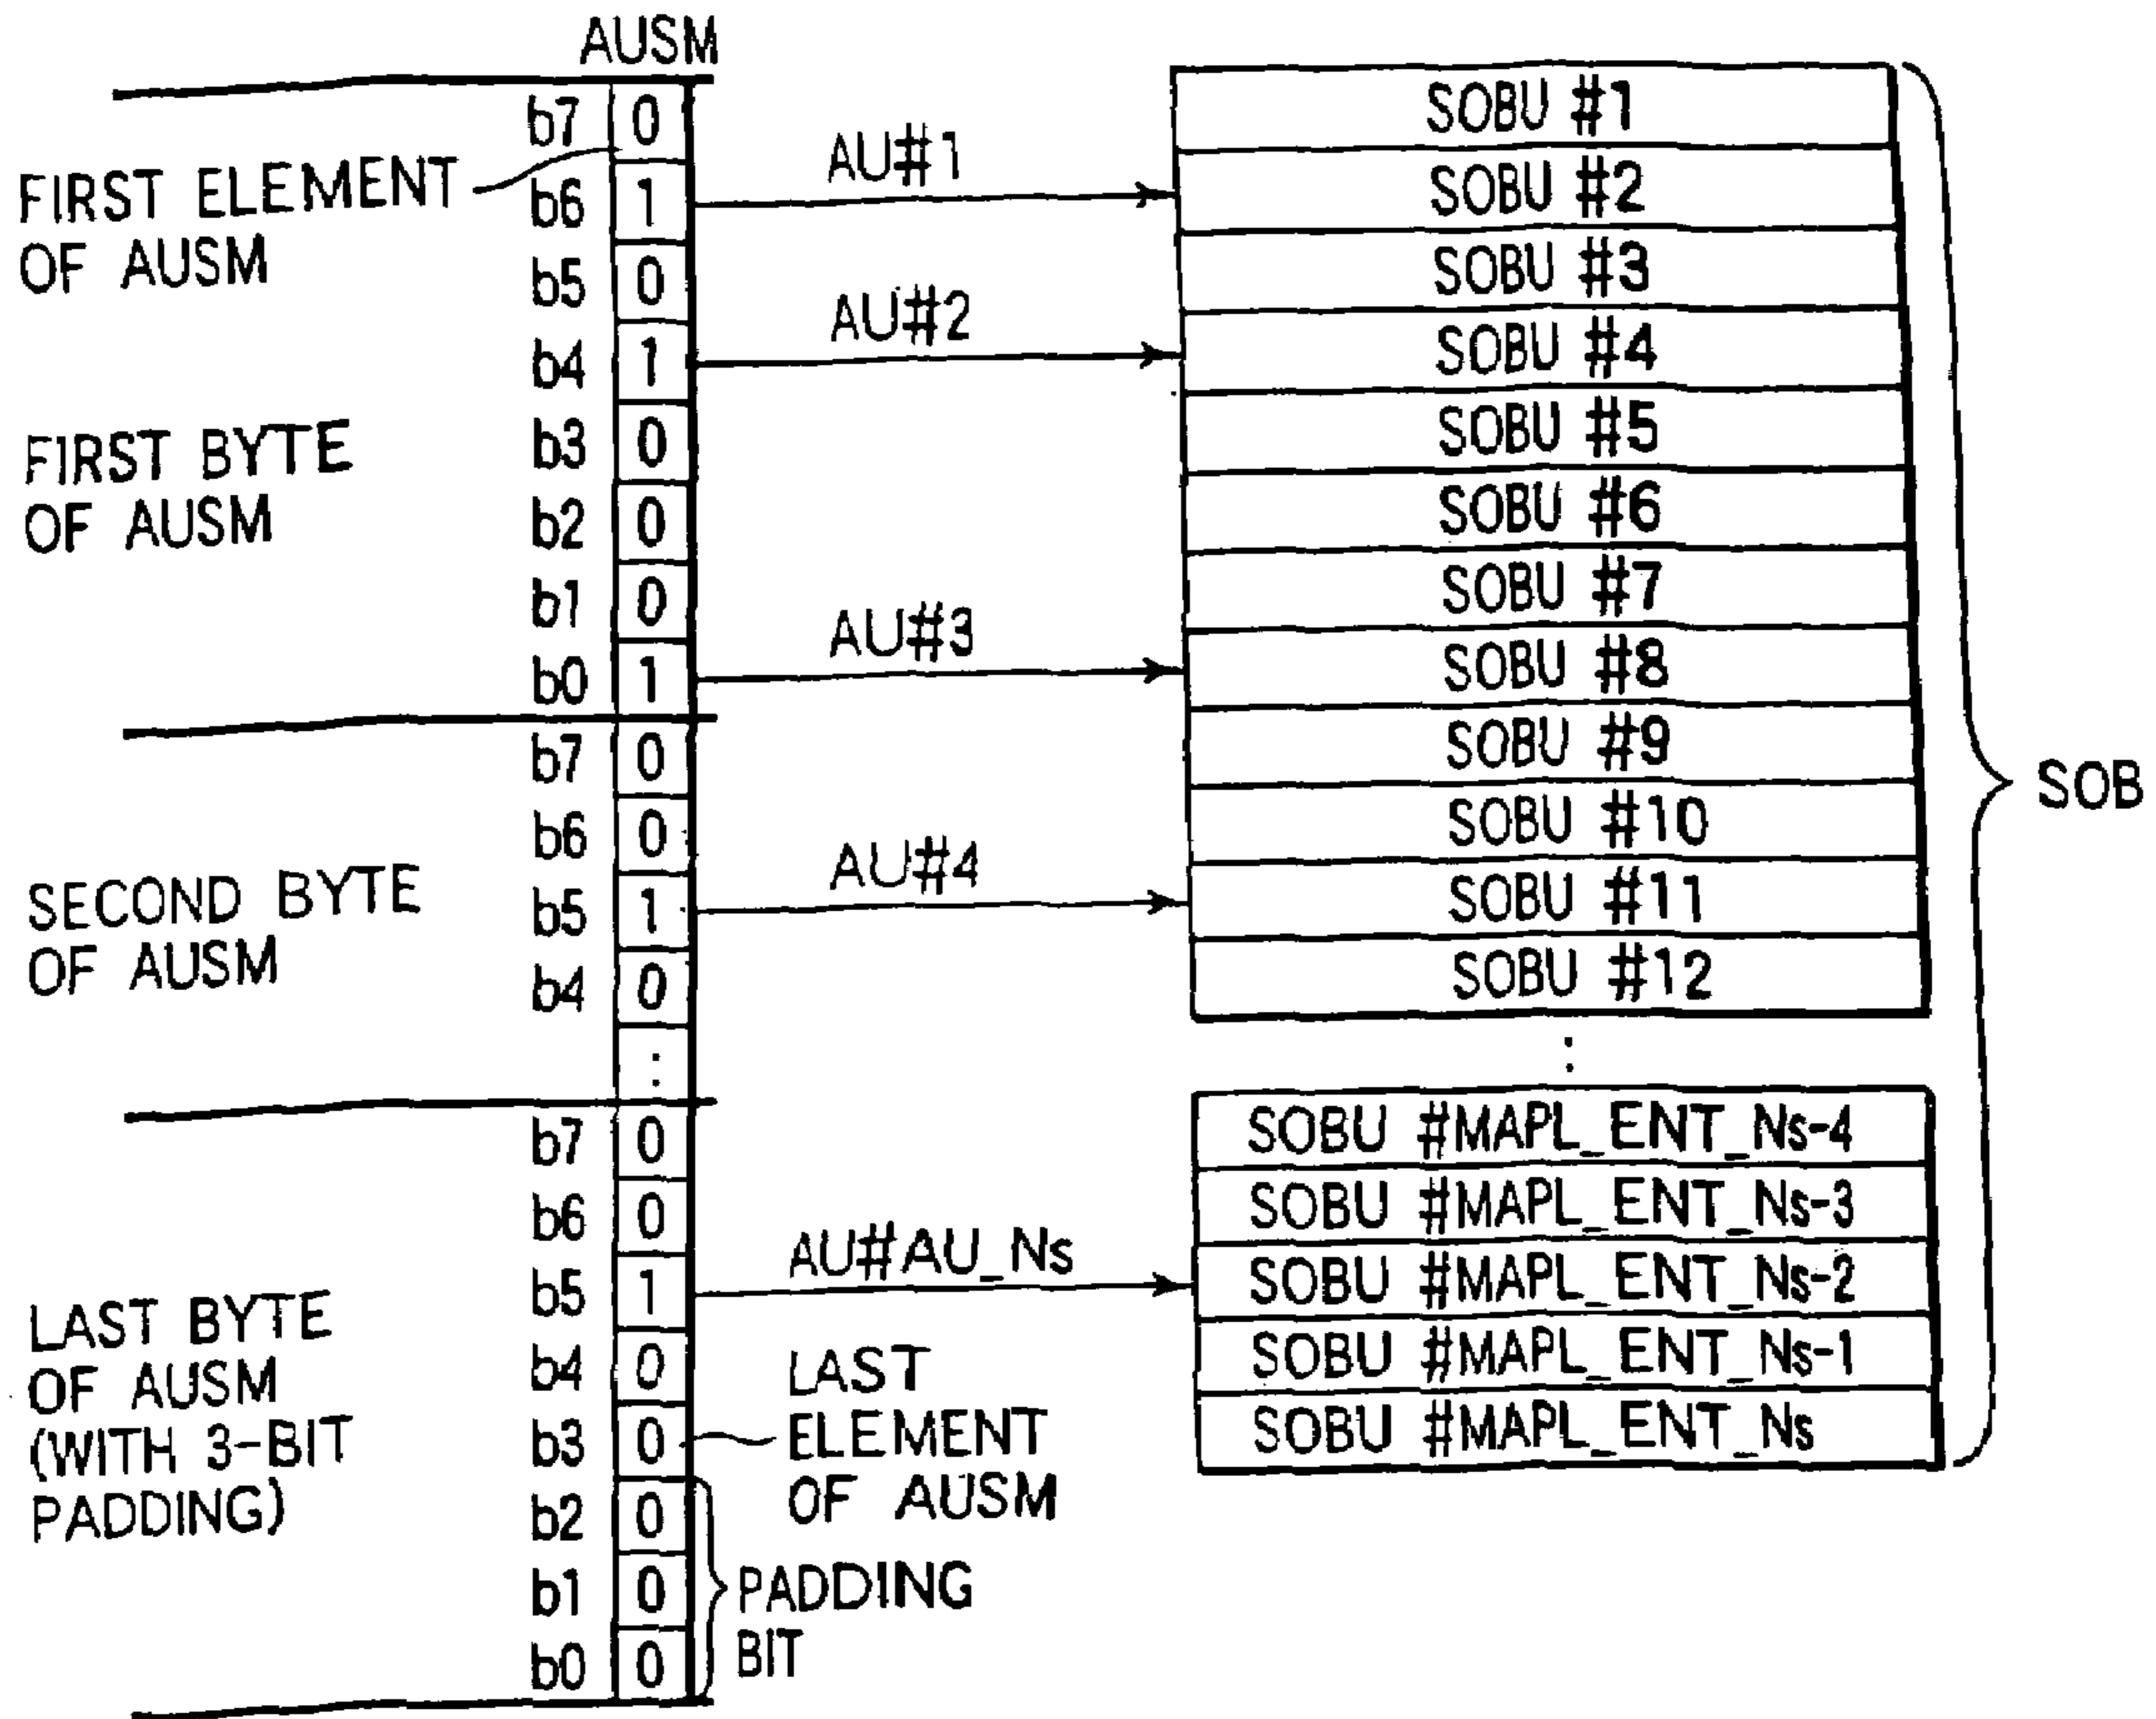 AUSM
b7 0
FIRST ELEMENT
OF AUSM
b6 1
b5 0
b4 1
FIRST BYTE
OF AUSM
b3 0
b2 0
b1 0
b0 1
b7 0
b6 0
SECOND BYTE
OF AUSM
b5 1
b4 0
:
b7 0
b6 0
b5 1
LAST BYTE
OF AUSM
(WITH 3-BIT
PADDING)
b4 0
b3 0
b2 0
b1 0
b0 0
AU#1
AU#2
AU#3
AU#4
AU#AU_Ns
LAST
ELEMENT
OF AUSM
PADDING
BIT
SOBU #1
SOBU #2
SOBU #3
SOBU #4
SOBU #5
SOBU #6
SOBU #7
SOBU #8
SOBU #9
SOBU #10
SOBU #11
SOBU #12
:
SOBU #MAPL_ENT_Ns-4
SOBU #MAPL_ENT_Ns-3
SOBU #MAPL_ENT_Ns-2
SOBU #MAPL_ENT_Ns-1
SOBU #MAPL_ENT_Ns
SOB